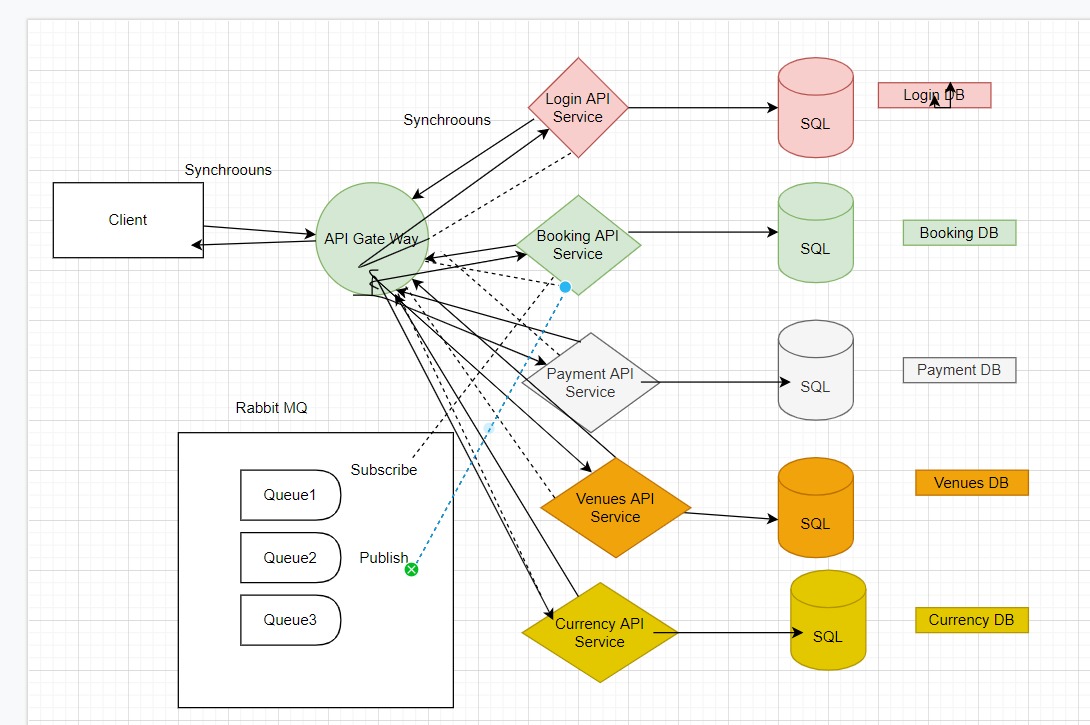 Synchroouns
Synchroouns
Client
API Gate Way
Login API
Service
SQL
Login DB
Booking API
Service
SQL
Booking DB
Payment API
Service
SQL
Payment DB
Venues API
Service
SQL
Venues DB
Currency API
Service
SQL
Currency DB
Rabbit MQ
Subscribe
Queue1
Queue2
Publish
Queue3